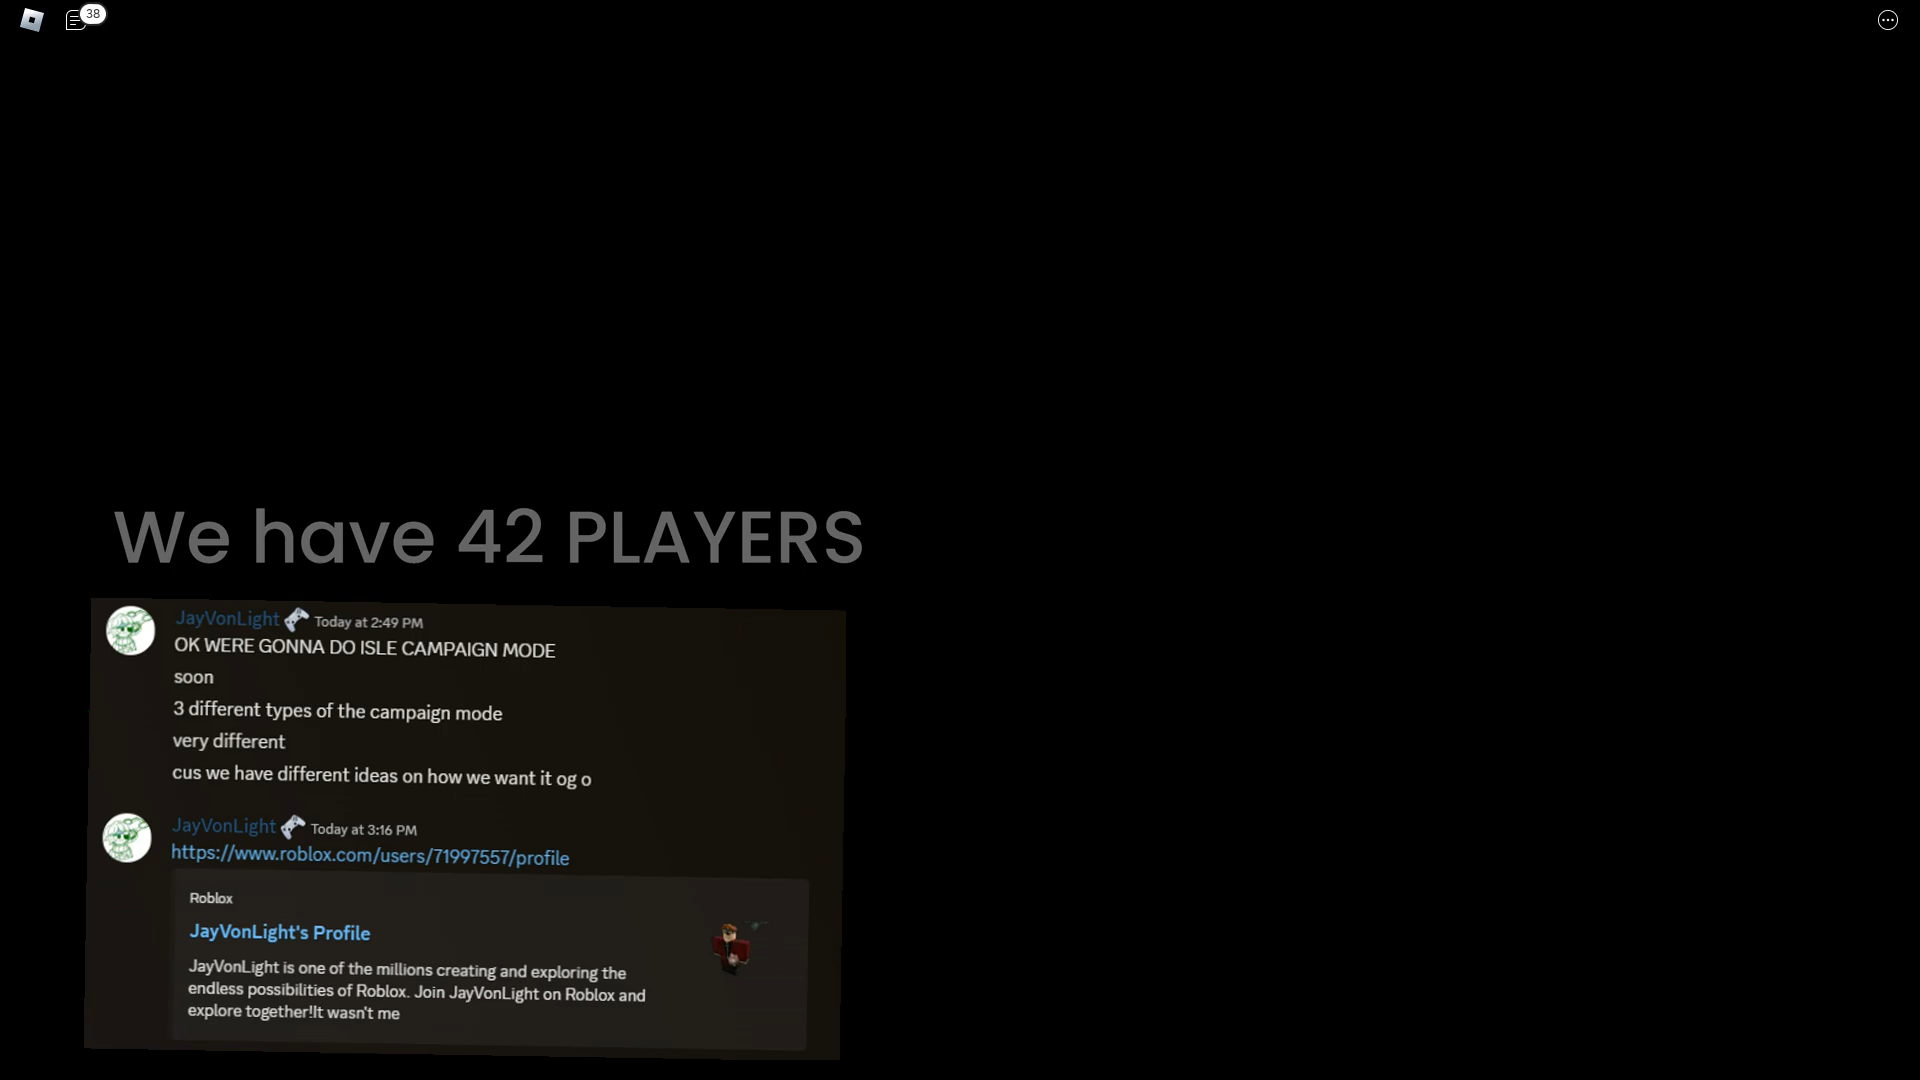 38
We have 42 PLAYERS
JayVonLight Today at 2:49 PM
OK WERE GONNA DO ISLE CAMPAIGN MODE
soon
3 different types of the campaign mode
very different
cus we have different ideas on how we want it og o
JayVonLight Today at 3:16 PM
https://www.roblox.com/users/71997557/profile
Roblox
JayVonLight's Profile
JayVonLight is one of the millions creating and exploring the
endless possibilities of Roblox. Join JayVonLight on Roblox and
explore together!It wasn't me